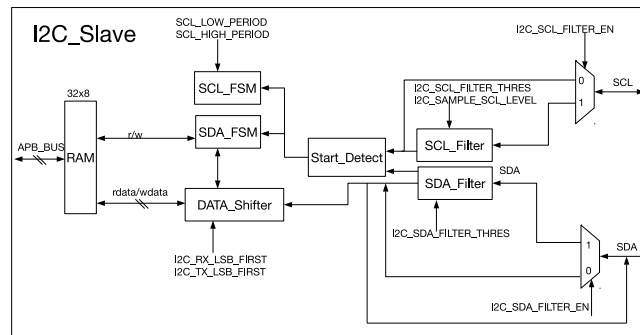 I2C_Slave
SCL_LOW_PERIOD
SCL_HIGH_PERIOD
I2C_SCL_FILTER_EN
32x8
SCL_FSM
I2C_SCL_FILTER_THRES
I2C_SAMPLE_SCL_LEVEL
0
1
SCL
r/w
SDA_FSM
APB_BUS
RAM
Start_Detect
SCL_Filter
SDA
SDA_Filter
rdata/wdata
DATA_Shifter
I2C_SDA_FILTER_THRES
1
0
SDA
I2C_RX_LSB_FIRST
I2C_TX_LSB_FIRST
I2C_SDA_FILTER_EN